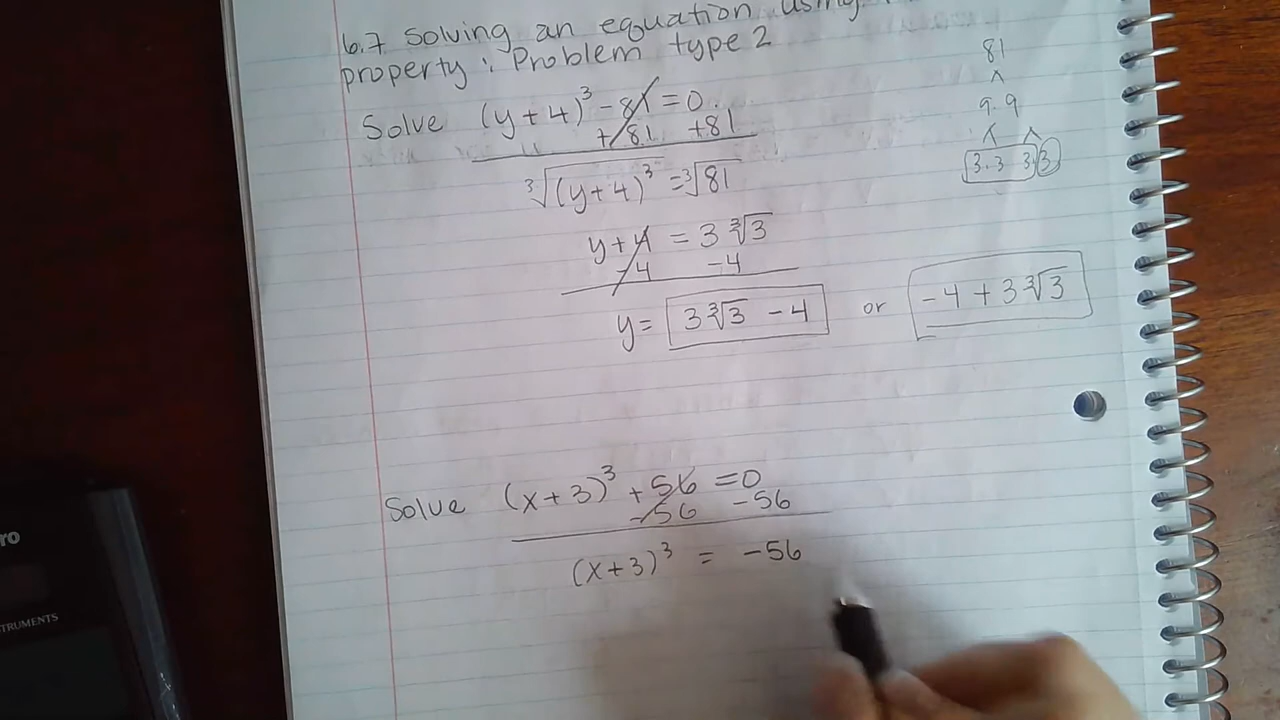 6.7 Solving an equation using
property : Problem type 2
Solve (y + 4)³ - 81 = 0.
+ 81 +81
∛(y+4)³ = ∛81
y + 4 = 3∛3
- 4 - 4
y = 3∛3 - 4 or - 4 + 3∛3
81
9 . 9
3 . 3 3 . 3
Solve (x + 3)³ + 56 = 0
- 56 - 56
(x + 3)³ = - 56
ro
STRUMENTS